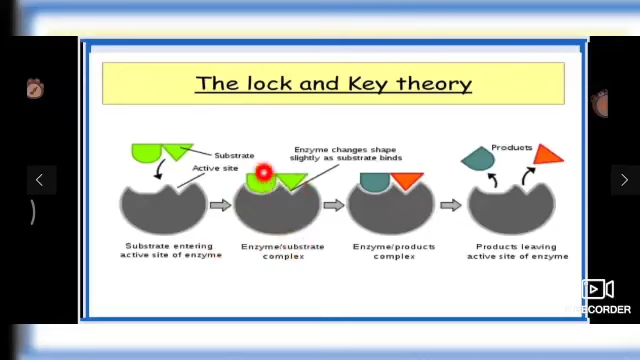 The lock and Key theory
Substrate
Active site
Enzyme changes shape
slightly as substrate binds
Products
Substrate entering
active site of enzyme
Enzyme/substrate
complex
Enzyme/products
complex
Products leaving
active site of enzyme